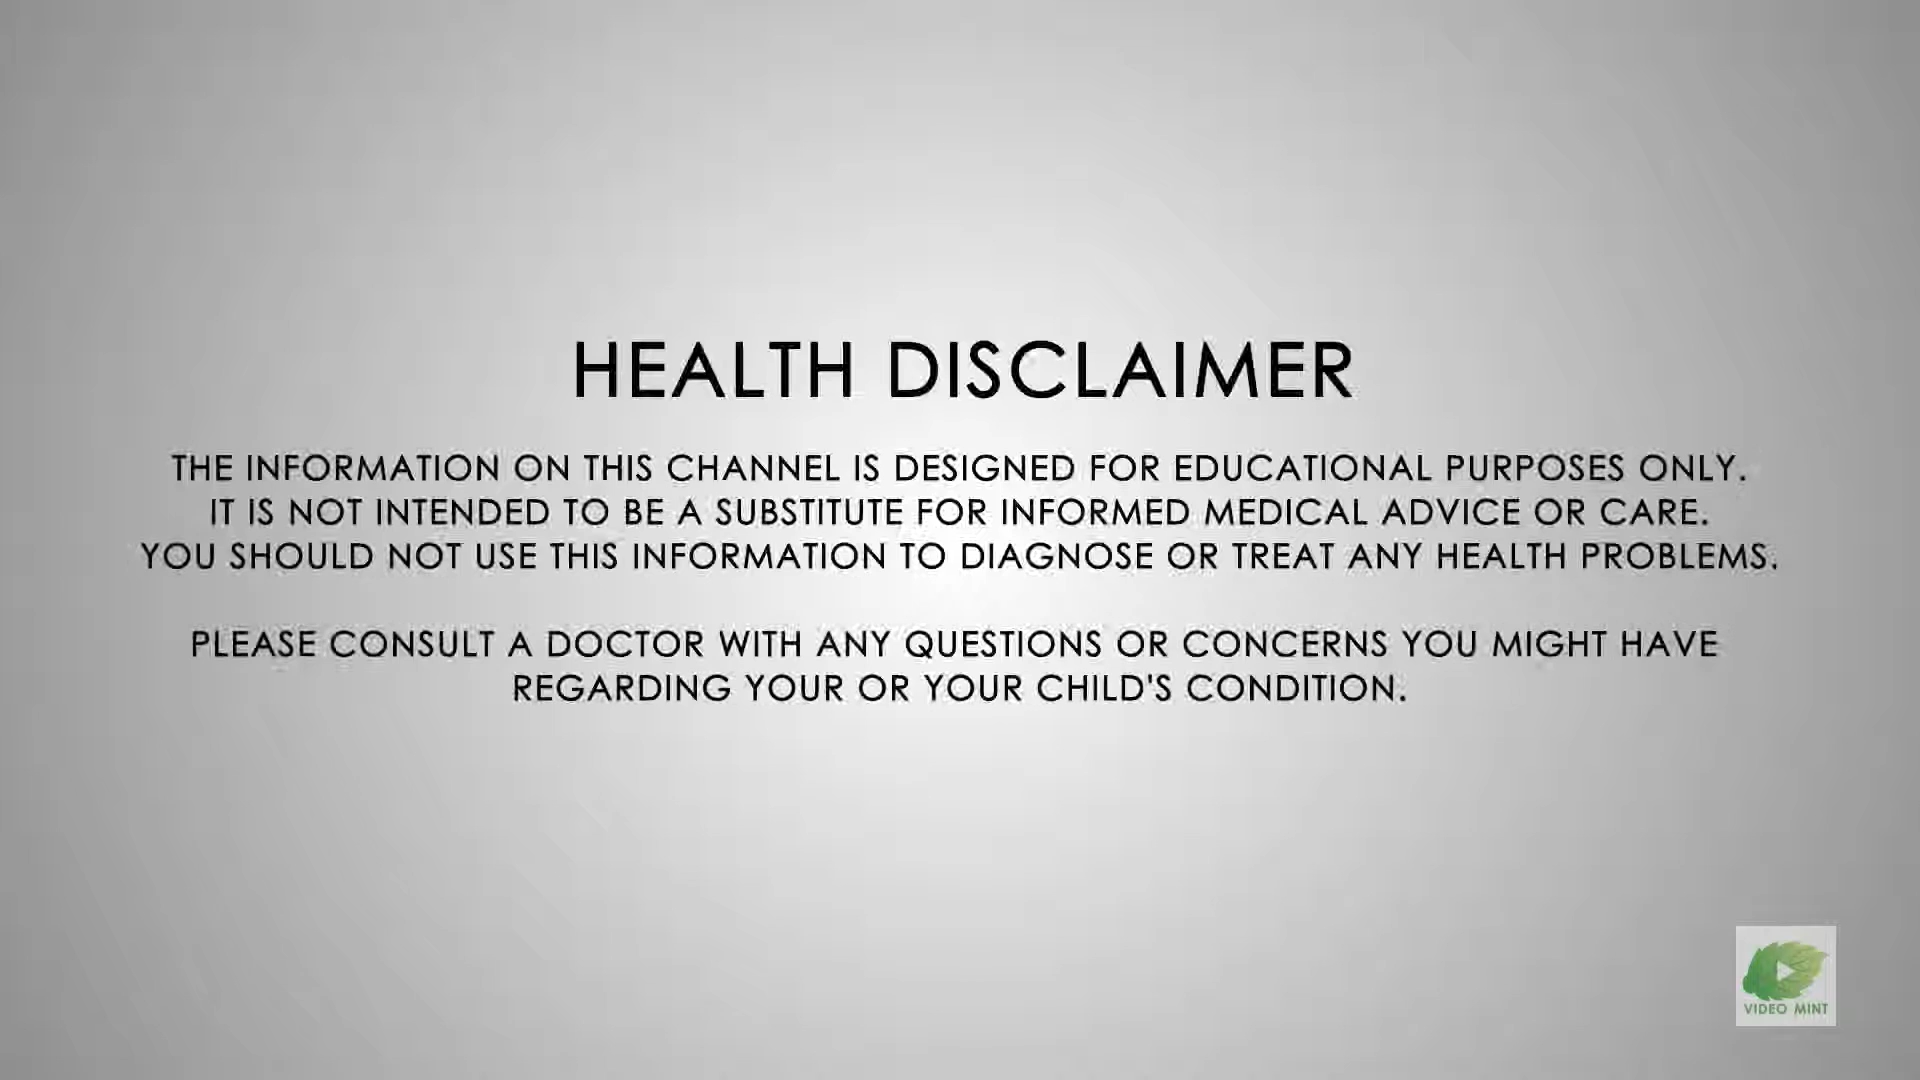 HEALTH DISCLAIMER
THE INFORMATION ON THIS CHANNEL IS DESIGNED FOR EDUCATIONAL PURPOSES ONLY.
IT IS NOT INTENDED TO BE A SUBSTITUTE FOR INFORMED MEDICAL ADVICE OR CARE.
YOU SHOULD NOT USE THIS INFORMATION TO DIAGNOSE OR TREAT ANY HEALTH PROBLEMS.
PLEASE CONSULT A DOCTOR WITH ANY QUESTIONS OR CONCERNS YOU MIGHT HAVE
REGARDING YOUR OR YOUR CHILD'S CONDITION.
VIDEO MINT